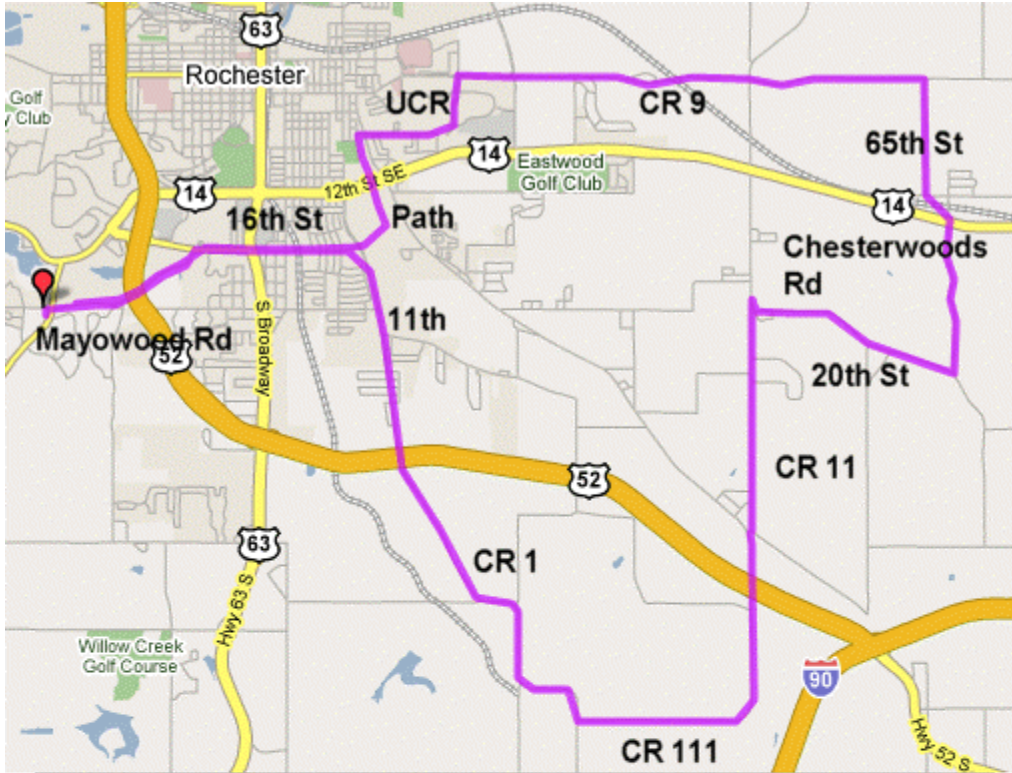 63
Rochester
Golf
y Club
UCR
CR 9
14
65th St
Eastwood
Golf Club
12th St SE
14
14
16th St
Path
Chesterwoods
Rd
11th
Mayowood Rd
52
S Broadway
20th St
CR 11
52
63
CR 1
Hwy 63 S
Willow Creek
Golf Course
90
Hwy 52 S
CR 111